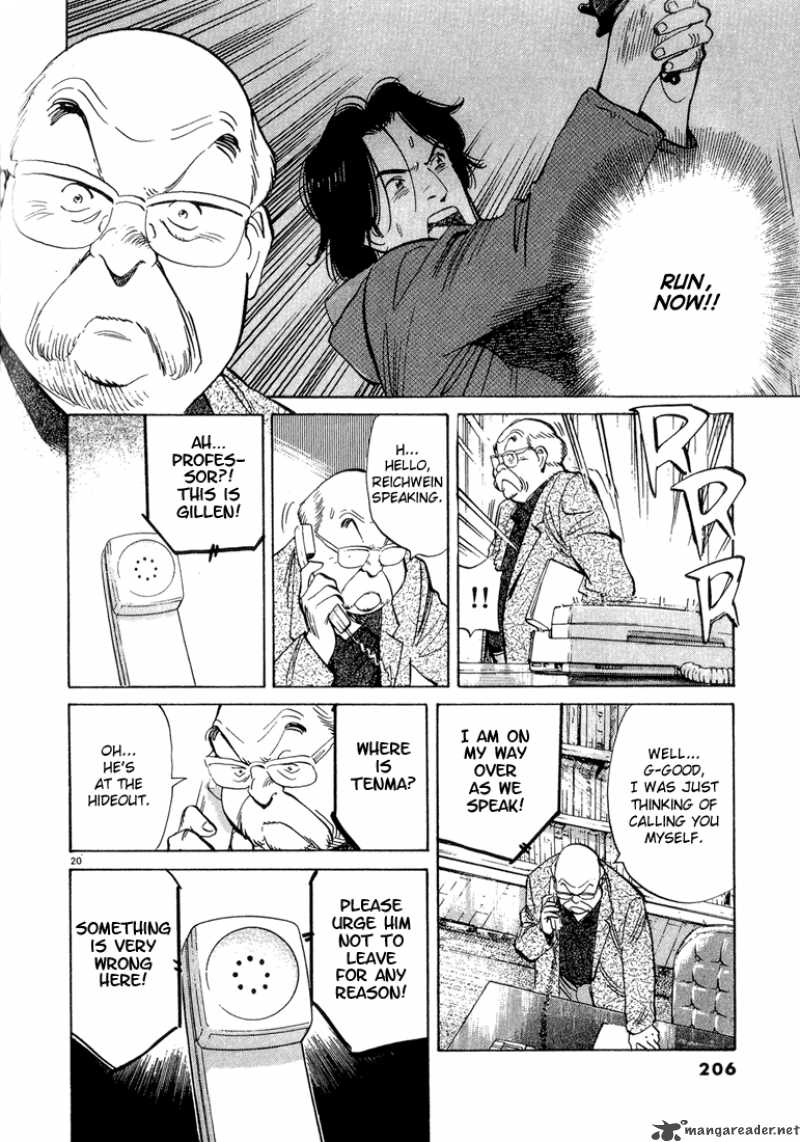 RUN,
NOW!!
R
R
R
!!
H...
HELLO,
REICHWEIN
SPEAKING.
AH...
PROFES-
SOR?!
THIS IS
GILLEN!
WELL...
G-GOOD,
I WAS JUST
THINKING OF
CALLING YOU
MYSELF.
I AM ON
MY WAY
OVER
AS WE
SPEAK!
WHERE
IS
TENMA?
OH...
HE'S
AT THE
HIDEOUT.
20
PLEASE
URGE HIM
NOT TO
LEAVE
FOR ANY
REASON!
SOMETHING
IS VERY
WRONG
HERE!
206
mangareader.net